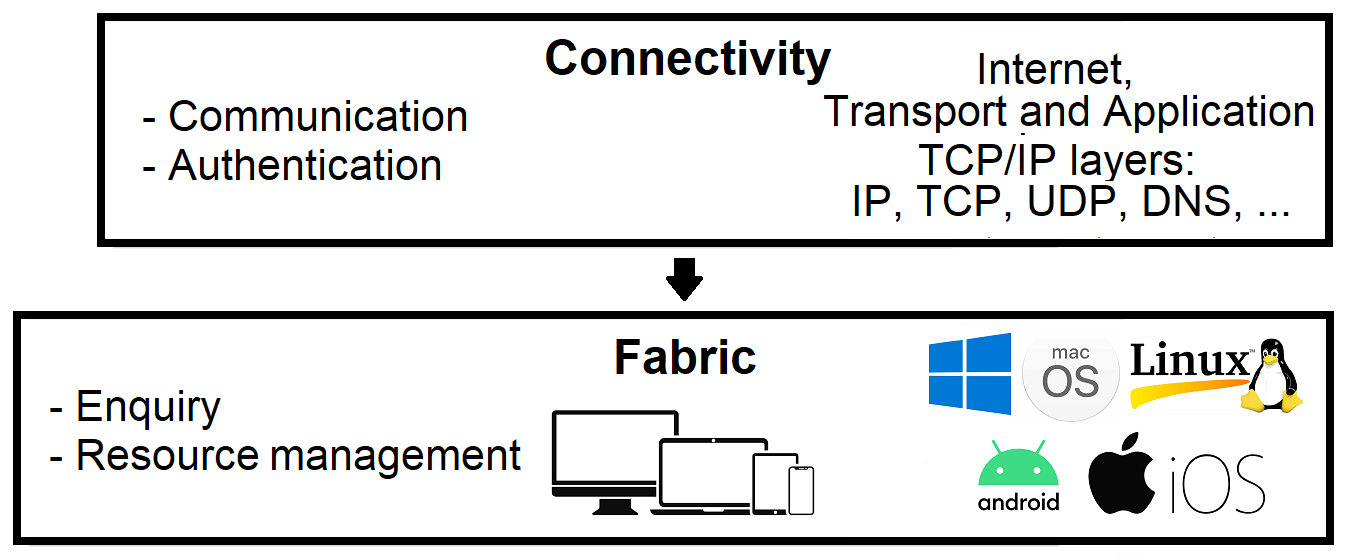 Connectivity
- Communication
- Authentication
Internet,
Transport and Application
TCP/IP layers:
IP, TCP, UDP, DNS, ...
Fabric
- Enquiry
- Resource management
mac
OS
Linux™
android
iOS